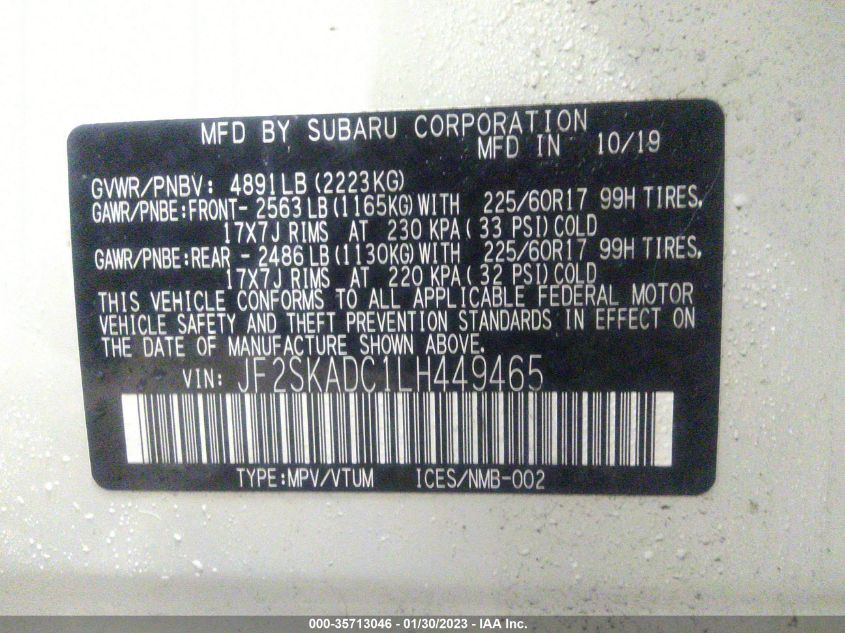 MFD BY SUBARU CORPORATION
MFD IN 10/19
GVWR/PNBV: 4891LB (2223KG)
GAWR/PNBE:FRONT- 2563LB (1165KG) WITH 225/60R17 99H TIRES,
17X7J RIMS AT 230 KPA ( 33 PSI) COLD
GAWR/PNBE:REAR - 2486LB (1130KG) WITH 225/60R17 99H TIRES,
17X7J RIMS AT 220 KPA ( 32 PSI) COLD
THIS VEHICLE CONFORMS TO ALL APPLICABLE FEDERAL MOTOR
VEHICLE SAFETY AND THEFT PREVENTION STANDARDS IN EFFECT ON
THE DATE OF MANUFACTURE SHOWN ABOVE.
VIN: JF2SKADC1LH449465
TYPE:MPV/VTUM ICES/NMB-002
000-35713046 - 01/30/2023 - IAA Inc.